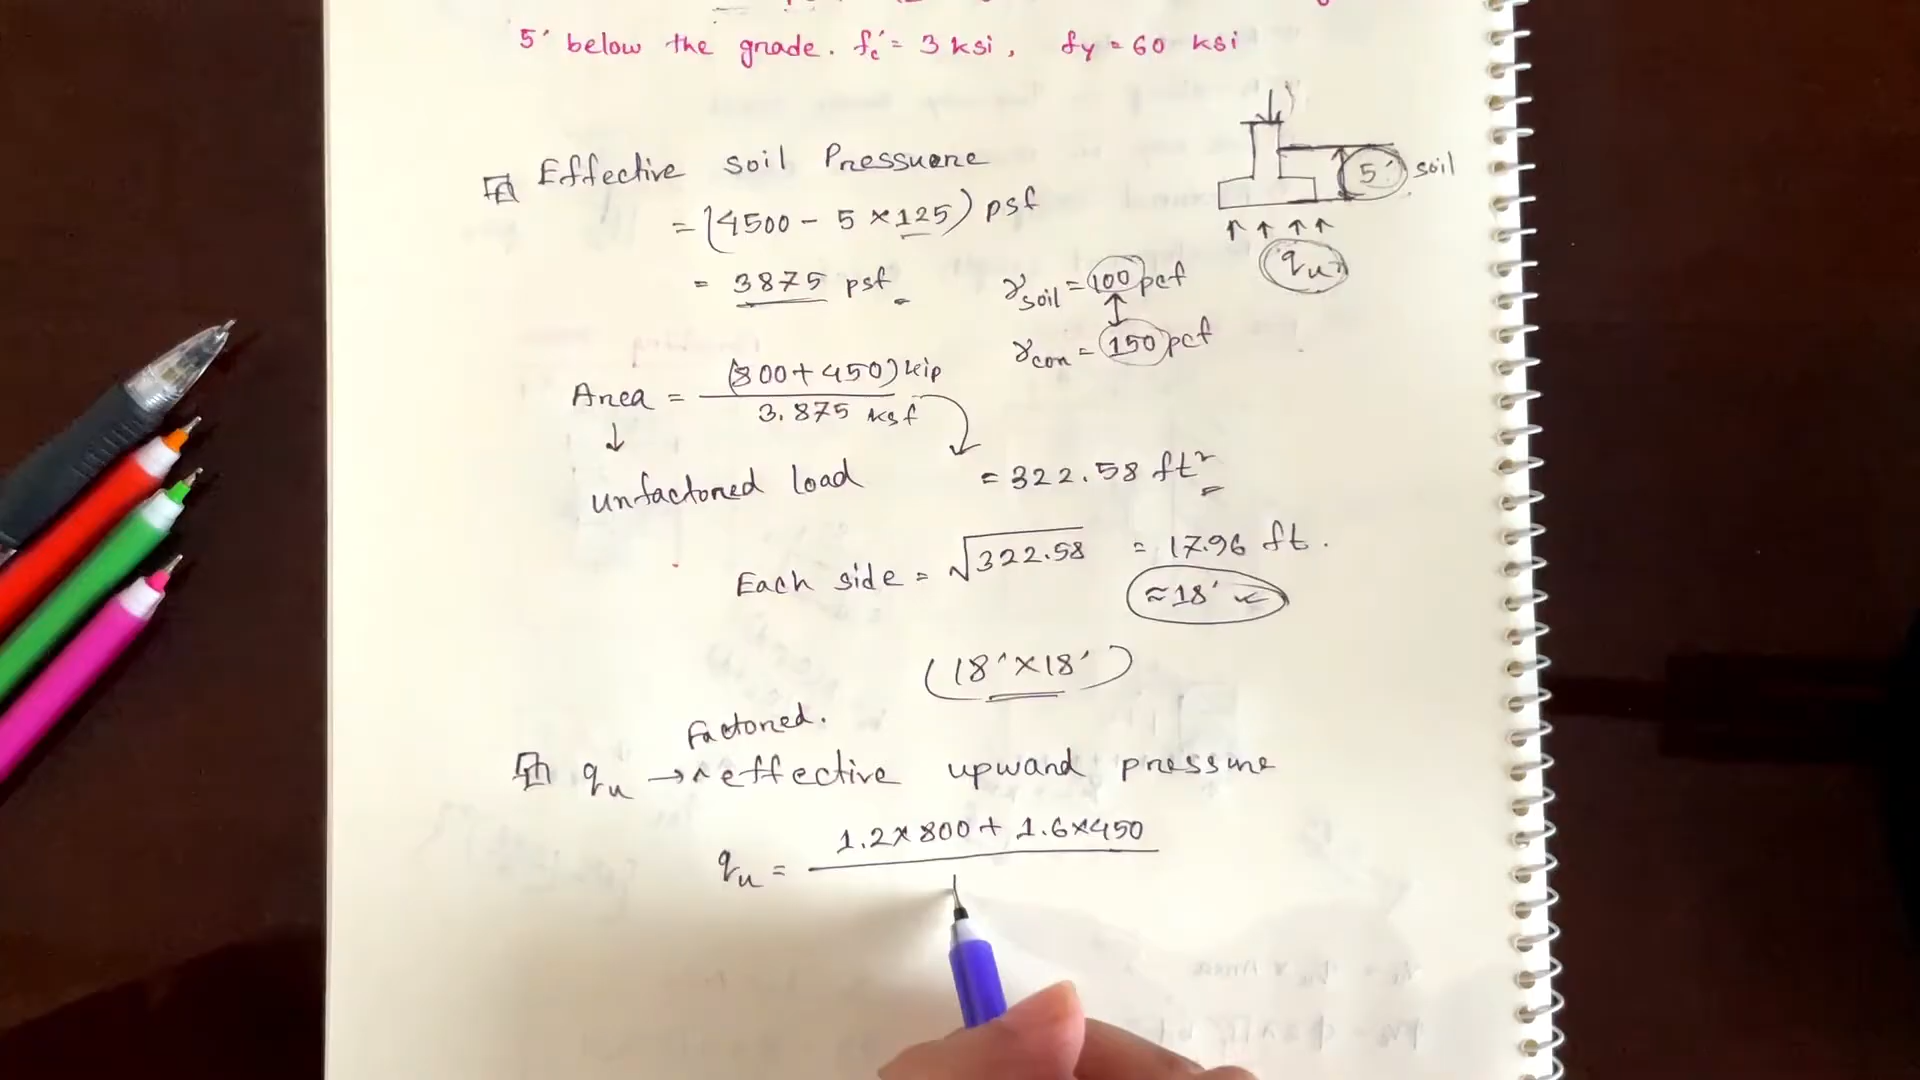 5' below the grade. fc' = 3 ksi, fy = 60 ksi
Effective soil Pressure
= (4500 - 5 × 125) psf
= 3875 psf
5' soil
qu
γsoil = 100 pcf
γcon = 150 pcf
Area = (800 + 450) kip / 3.875 ksf
unfactored load
= 322.58 ft²
Each side = √322.58 = 17.96 ft.
≈ 18'
(18' × 18')
Factored.
qu → ^ effective upward pressure
qu = 1.2 × 800 + 1.6 × 450